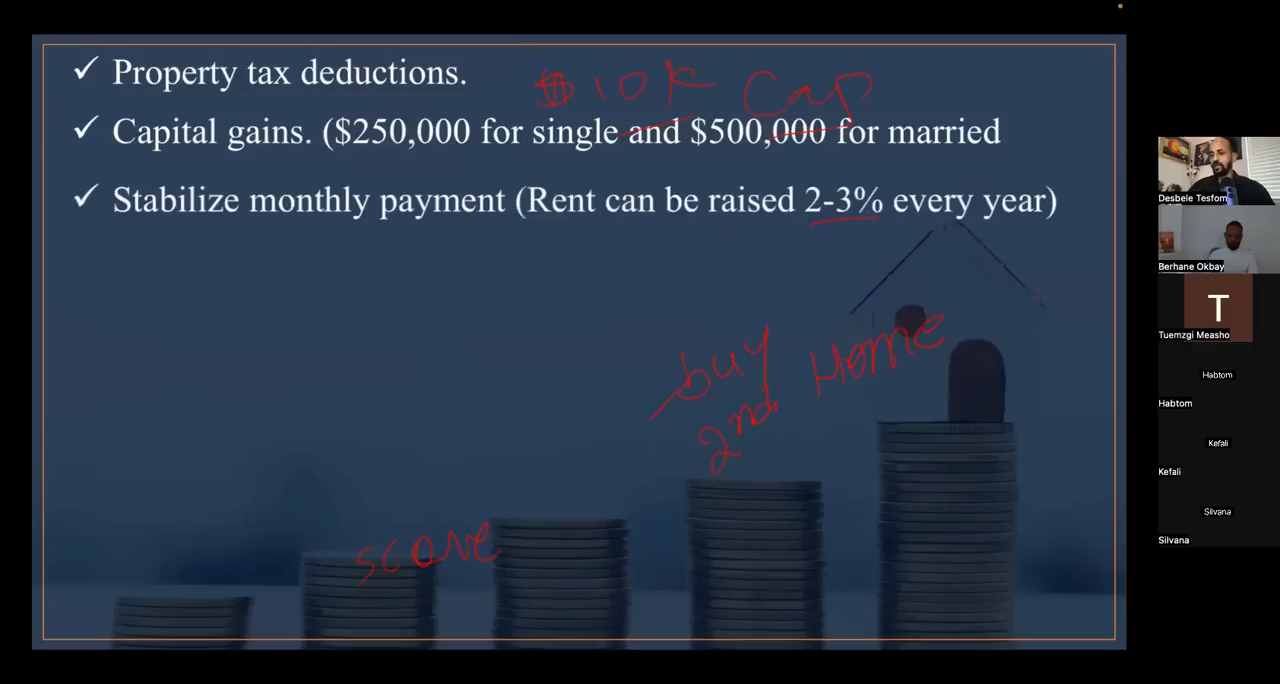 ✓ Property tax deductions.
$10K Cap
✓ Capital gains. ($250,000 for single and $500,000 for married
✓ Stabilize monthly payment (Rent can be raised 2-3% every year)
buy
2nd Home
score
Desbele Tesfom
Berhane Okbay
T
Tuemzgi Measho
Habtom
Habtom
Kefali
Kefali
Silvana
Silvana